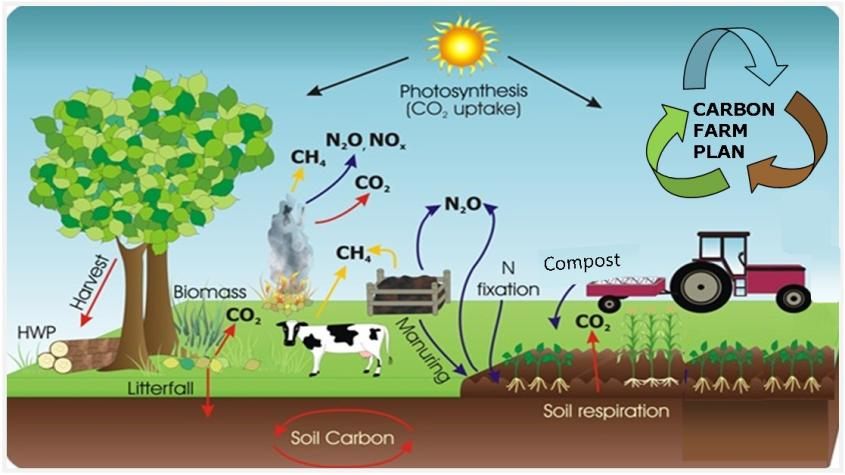 Photosynthesis
(CO₂ uptake)
CARBON
FARM
PLAN
N₂O, NOₓ
CH₄
CO₂
N₂O
CH₄
Compost
N
fixation
Harvest
Biomass
CO₂
CO₂
HWP
Manuring
Litterfall
Soil respiration
Soil Carbon